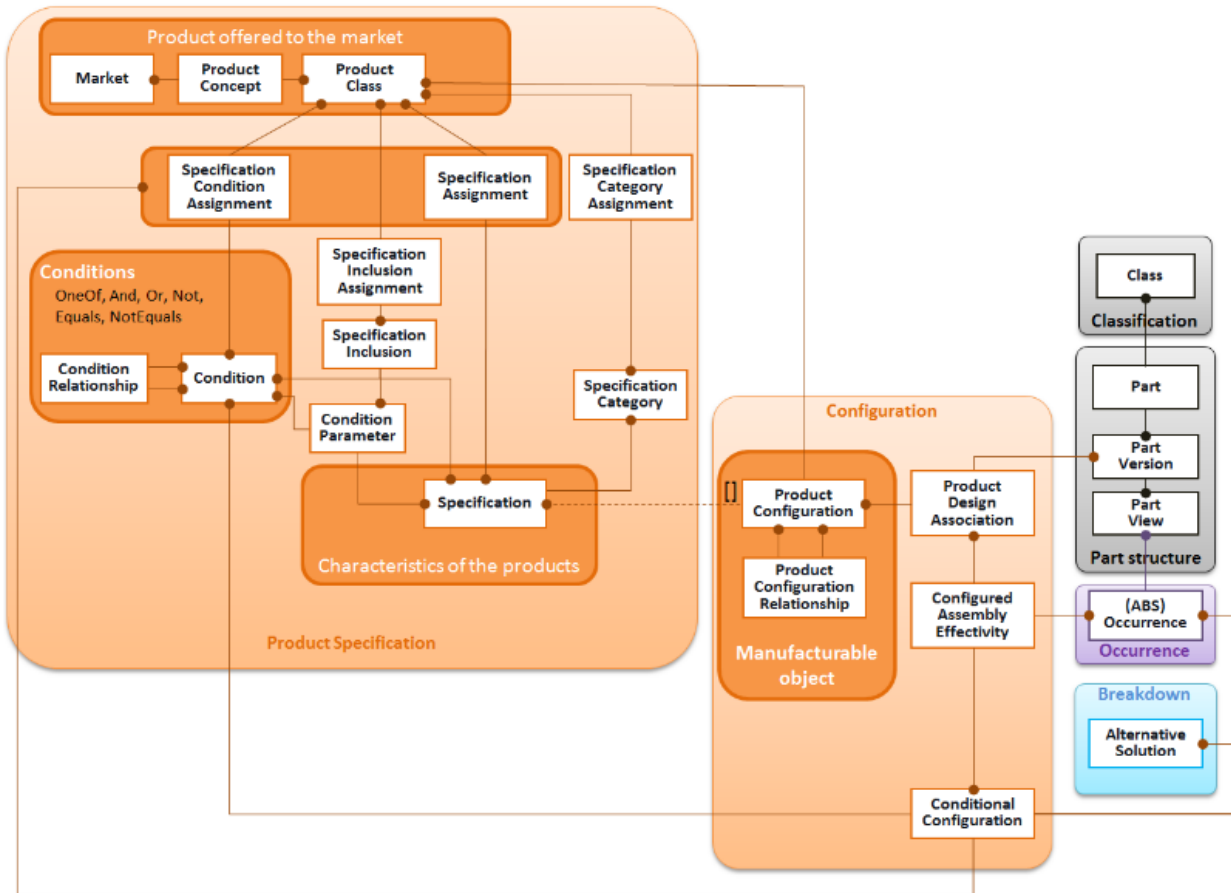 Product offered to the market
Market
Product
Concept
Product
Class
Specification
Condition
Assignment
Specification
Assignment
Specification
Category
Assignment
Specification
Inclusion
Assignment
Conditions
OneOf, And, Or, Not,
Equals, NotEquals
Specification
Inclusion
Condition
Relationship
Condition
Condition
Parameter
Specification
Category
Specification
Characteristics of the products
Product Specification
Configuration
[]
Product
Configuration
Product
Configuration
Relationship
Manufacturable
object
Product
Design
Association
Configured
Assembly
Effectivity
Conditional
Configuration
Class
Classification
Part
Part
Version
Part
View
Part structure
(ABS)
Occurrence
Occurrence
Breakdown
Alternative
Solution